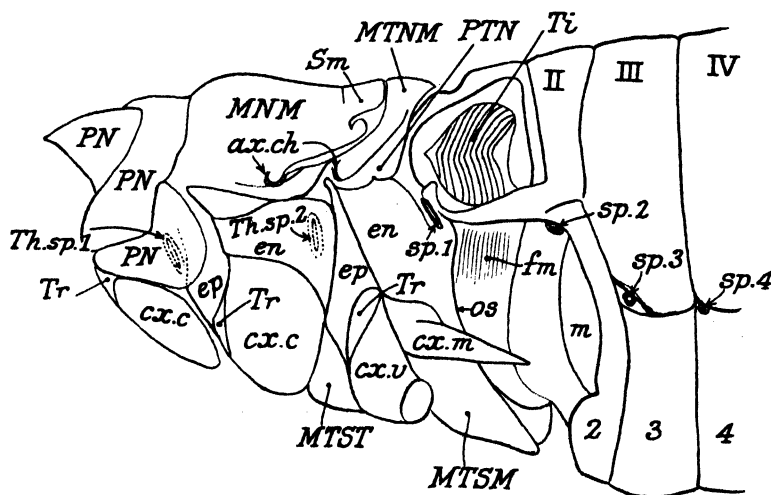 MTNM PTN Ti
Sm II III IV
MNM
ax.ch
PN
PN
Th.sp.1
PN
Th.sp.2
en
en
sp.1
sp.2
sp.3
sp.4
Tr
cx.c
ep
Tr
cx.c
ep
Tr
fm
os
cx.m
m
cx.v
MTST
MTSM
2 3 4